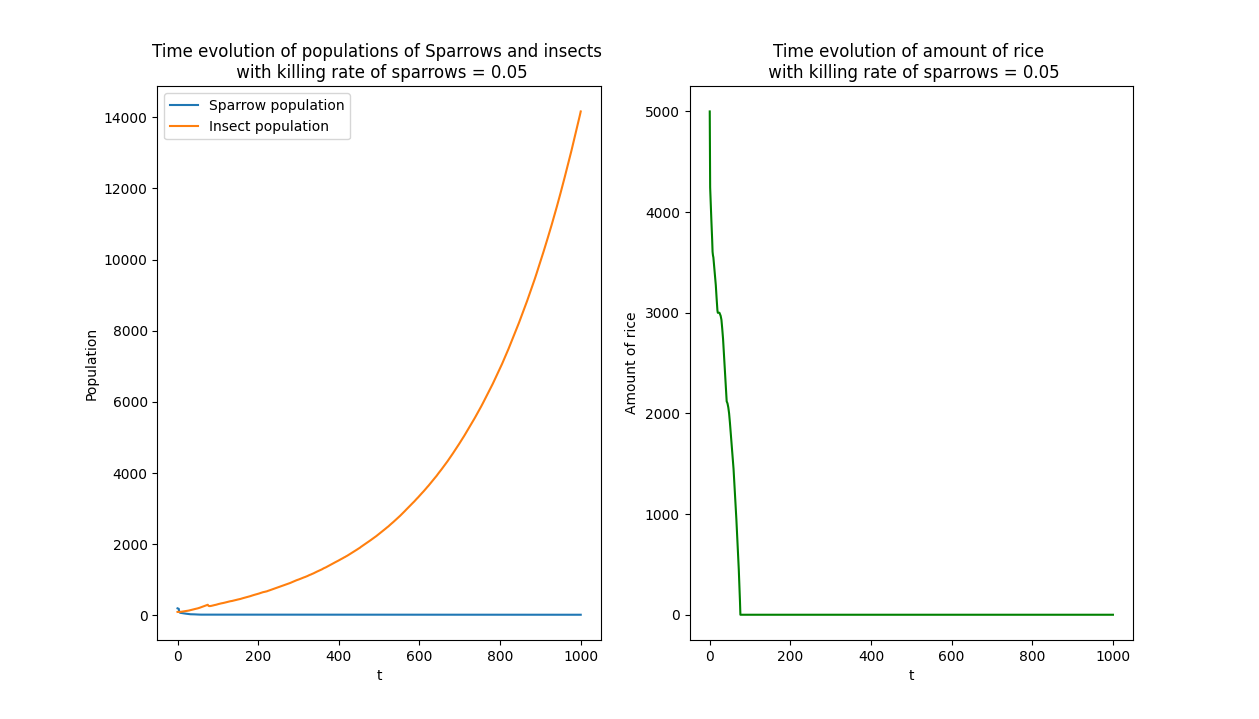 Time evolution of populations of Sparrows and insects
with killing rate of sparrows = 0.05
Sparrow population
Insect population
14000
12000
10000
8000
6000
4000
2000
0
Population
0 200 400 600 800 1000
t
Time evolution of amount of rice
with killing rate of sparrows = 0.05
5000
4000
3000
2000
1000
0
Amount of rice
0 200 400 600 800 1000
t